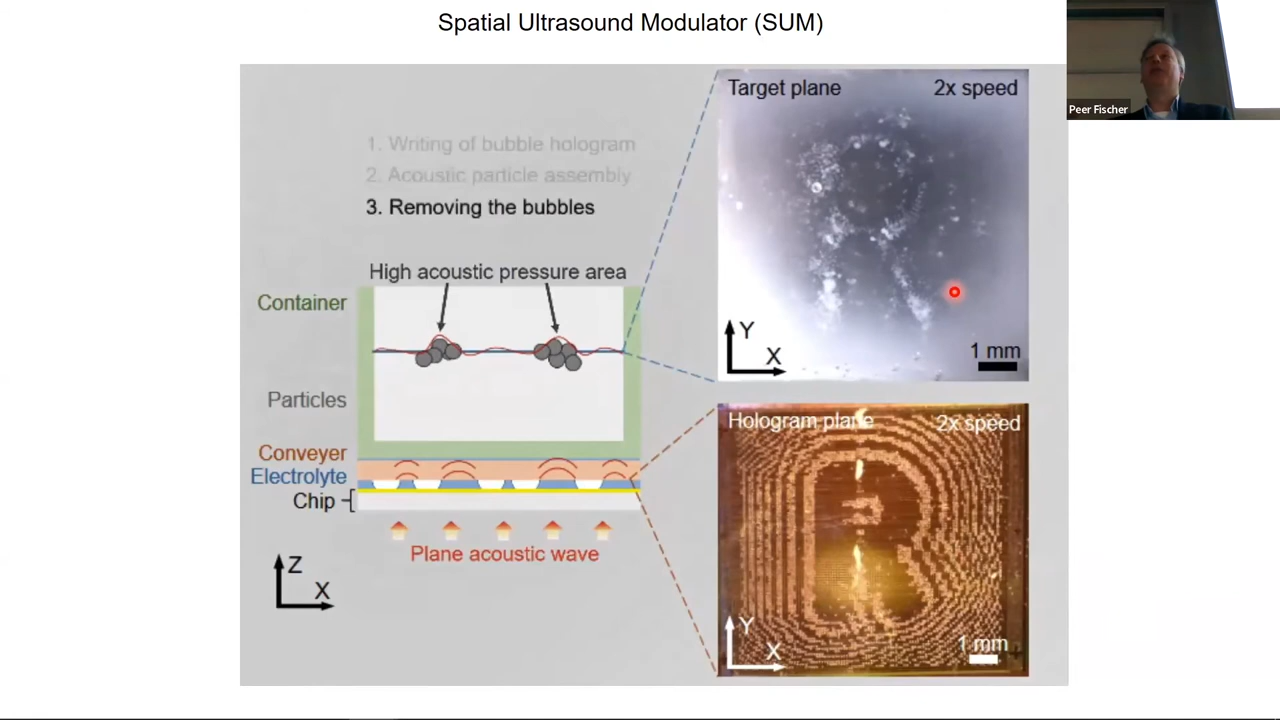 Spatial Ultrasound Modulator (SUM)
Peer Fischer
1. Writing of bubble hologram
2. Acoustic particle assembly
3. Removing the bubbles
High acoustic pressure area
Container
Particles
Conveyer
Electrolyte
Chip
Plane acoustic wave
Z
X
Target plane 2x speed
Y
X
1 mm
Hologram plane 2x speed
Y
X
1 mm